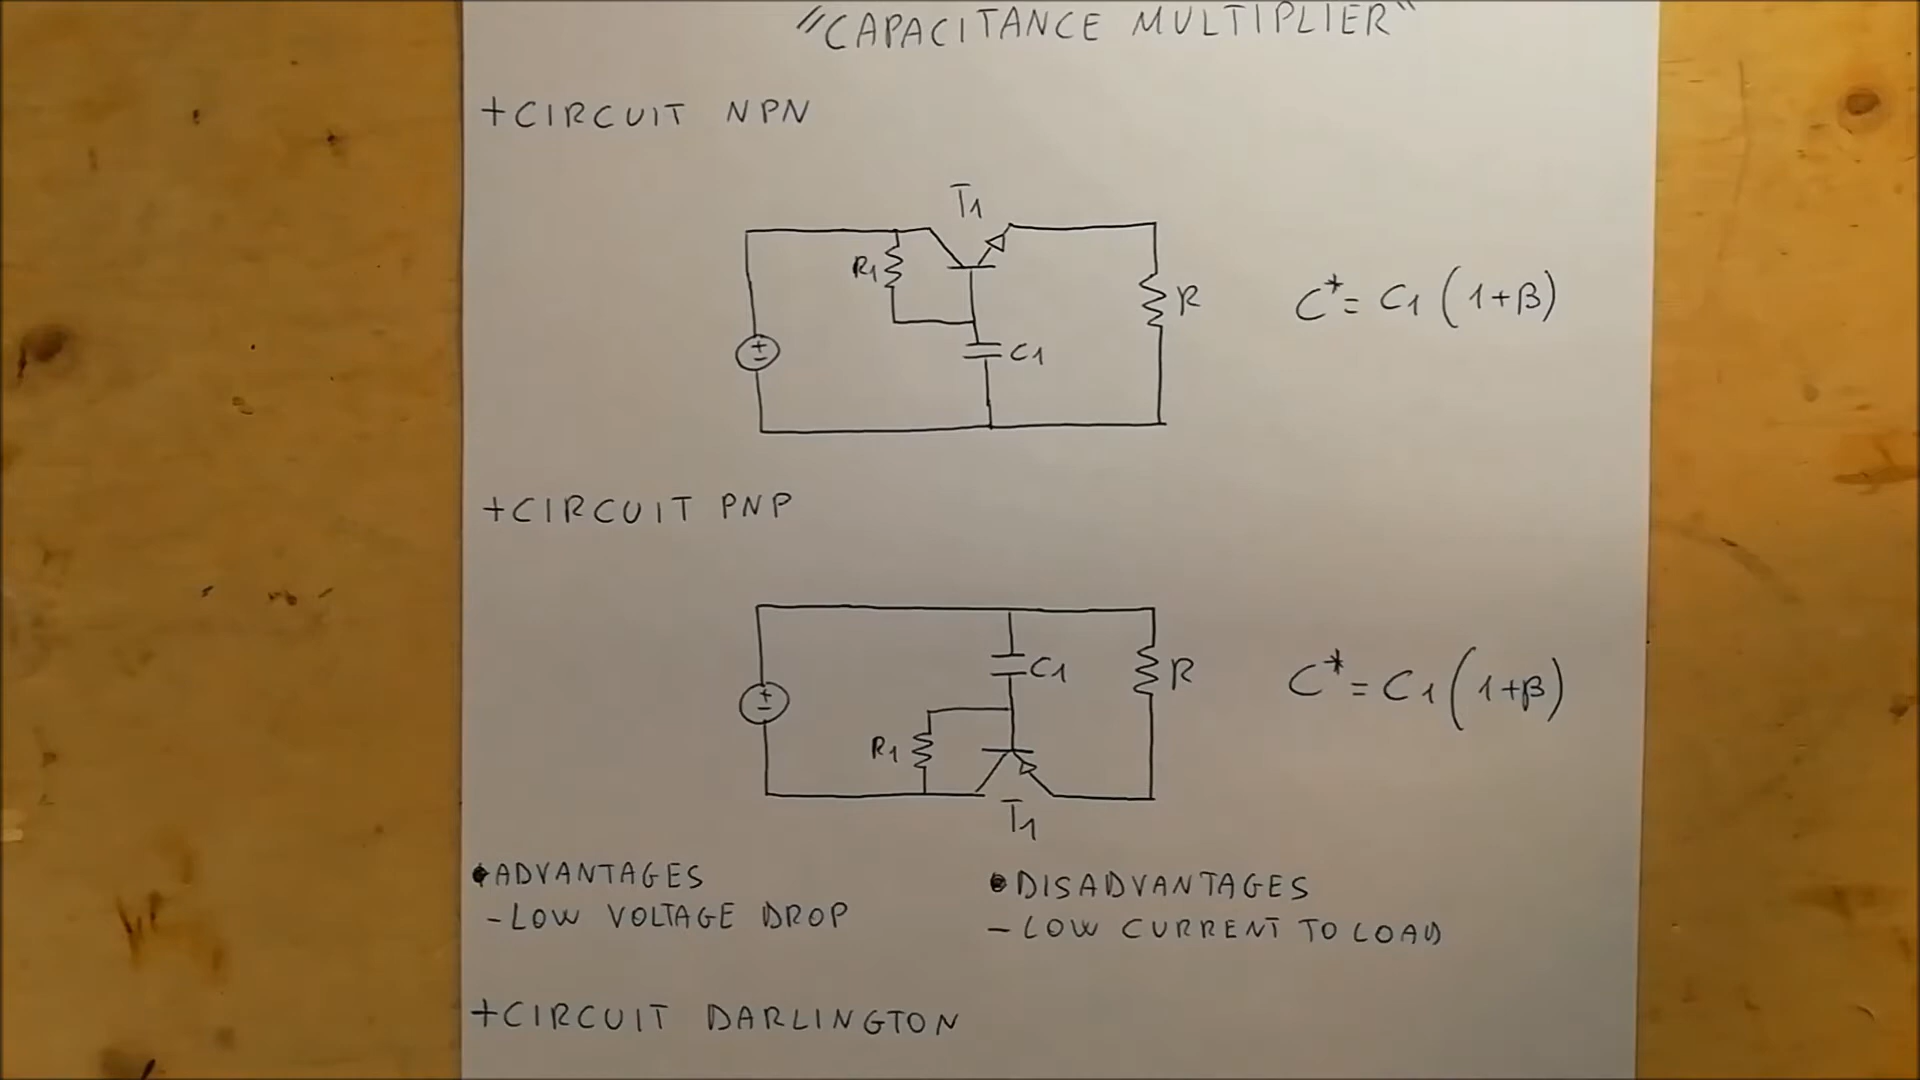 "CAPACITANCE MULTIPLIER"
+CIRCUIT NPN
T1
R1
R
C1
+
-
C*= C1 (1+β)
+CIRCUIT PNP
C1
R
+
-
R1
T1
C*= C1 (1+β)
•ADVANTAGES
-LOW VOLTAGE DROP
•DISADVANTAGES
-LOW CURRENT TO LOAD
+CIRCUIT DARLINGTON